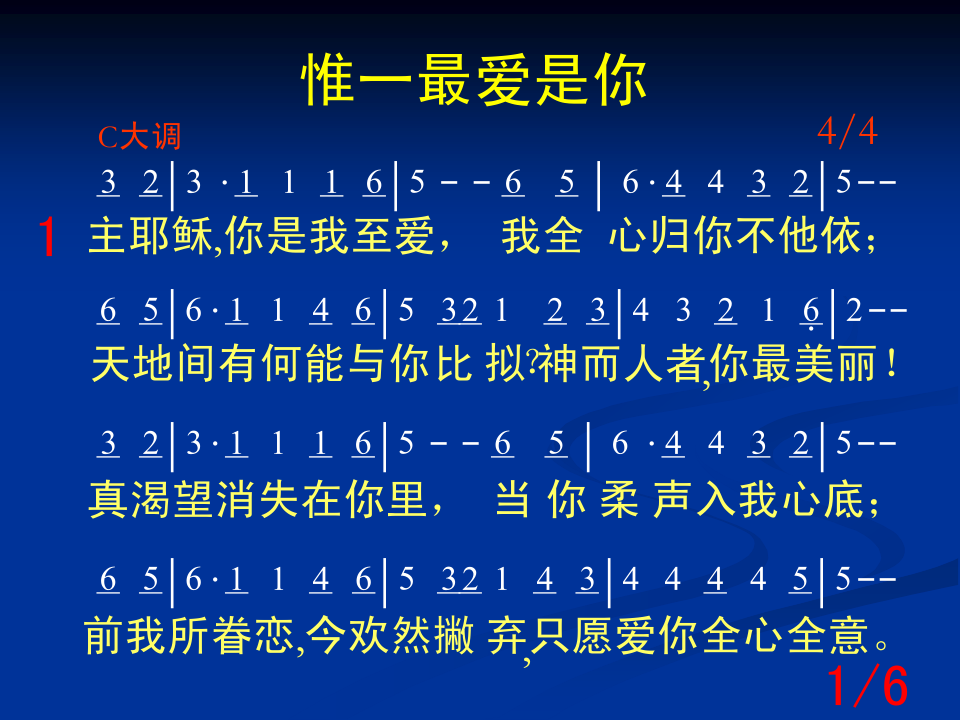 惟一最爱是你
C大调 4/4
3 2|3 ·1 1 1 6|5 - - 6 5 | 6·4 4 3 2|5--
1 主耶稣,你是我至爱， 我全 心归你不他依；
6 5|6·1 1 4 6|5 32 1 2 3|4 3 2 1 6̣|2--
天地间有何能与你比 拟?神而人者,你最美丽！
3 2|3·1 1 1 6|5 - - 6 5 | 6 ·4 4 3 2|5--
真渴望消失在你里， 当 你 柔 声入我心底；
6 5|6·1 1 4 6|5 32 1 4 3|4 4 4 4 5|5--
前我所眷恋,今欢然撇 弃,只愿爱你全心全意。
1/6